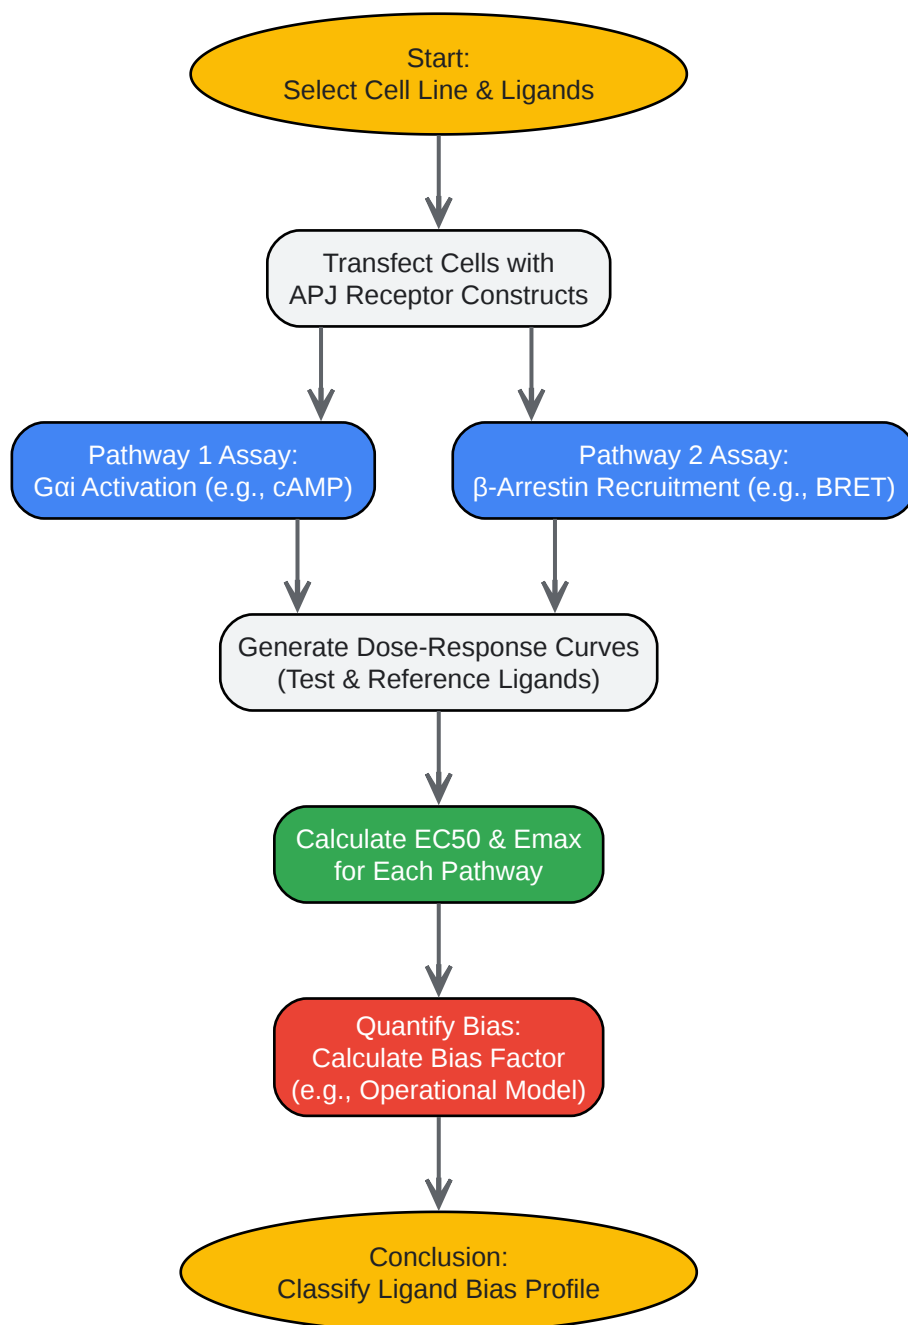 Start:
Select Cell Line & Ligands
Transfect Cells with
APJ Receptor Constructs
Pathway 1 Assay:
Gαi Activation (e.g., cAMP)
Pathway 2 Assay:
β-Arrestin Recruitment (e.g., BRET)
Generate Dose-Response Curves
(Test & Reference Ligands)
Calculate EC50 & Emax
for Each Pathway
Quantify Bias:
Calculate Bias Factor
(e.g., Operational Model)
Conclusion:
Classify Ligand Bias Profile